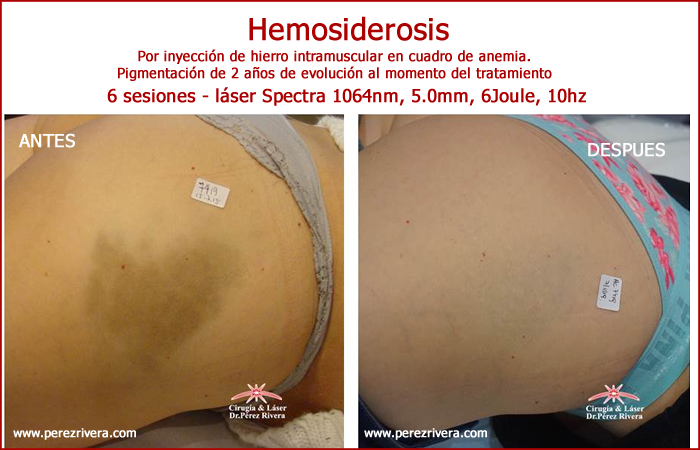 Hemosiderosis
Por inyección de hierro intramuscular en cuadro de anemia.
Pigmentación de 2 años de evolución al momento del tratamiento
6 sesiones - láser Spectra 1064nm, 5.0mm, 6Joule, 10hz
ANTES
DESPUES
7919
Cirugía & Láser
Dr.Pérez Rivera
www.perezrivera.com
Cirugía & Láser
Dr.Pérez Rivera
www.perezrivera.com